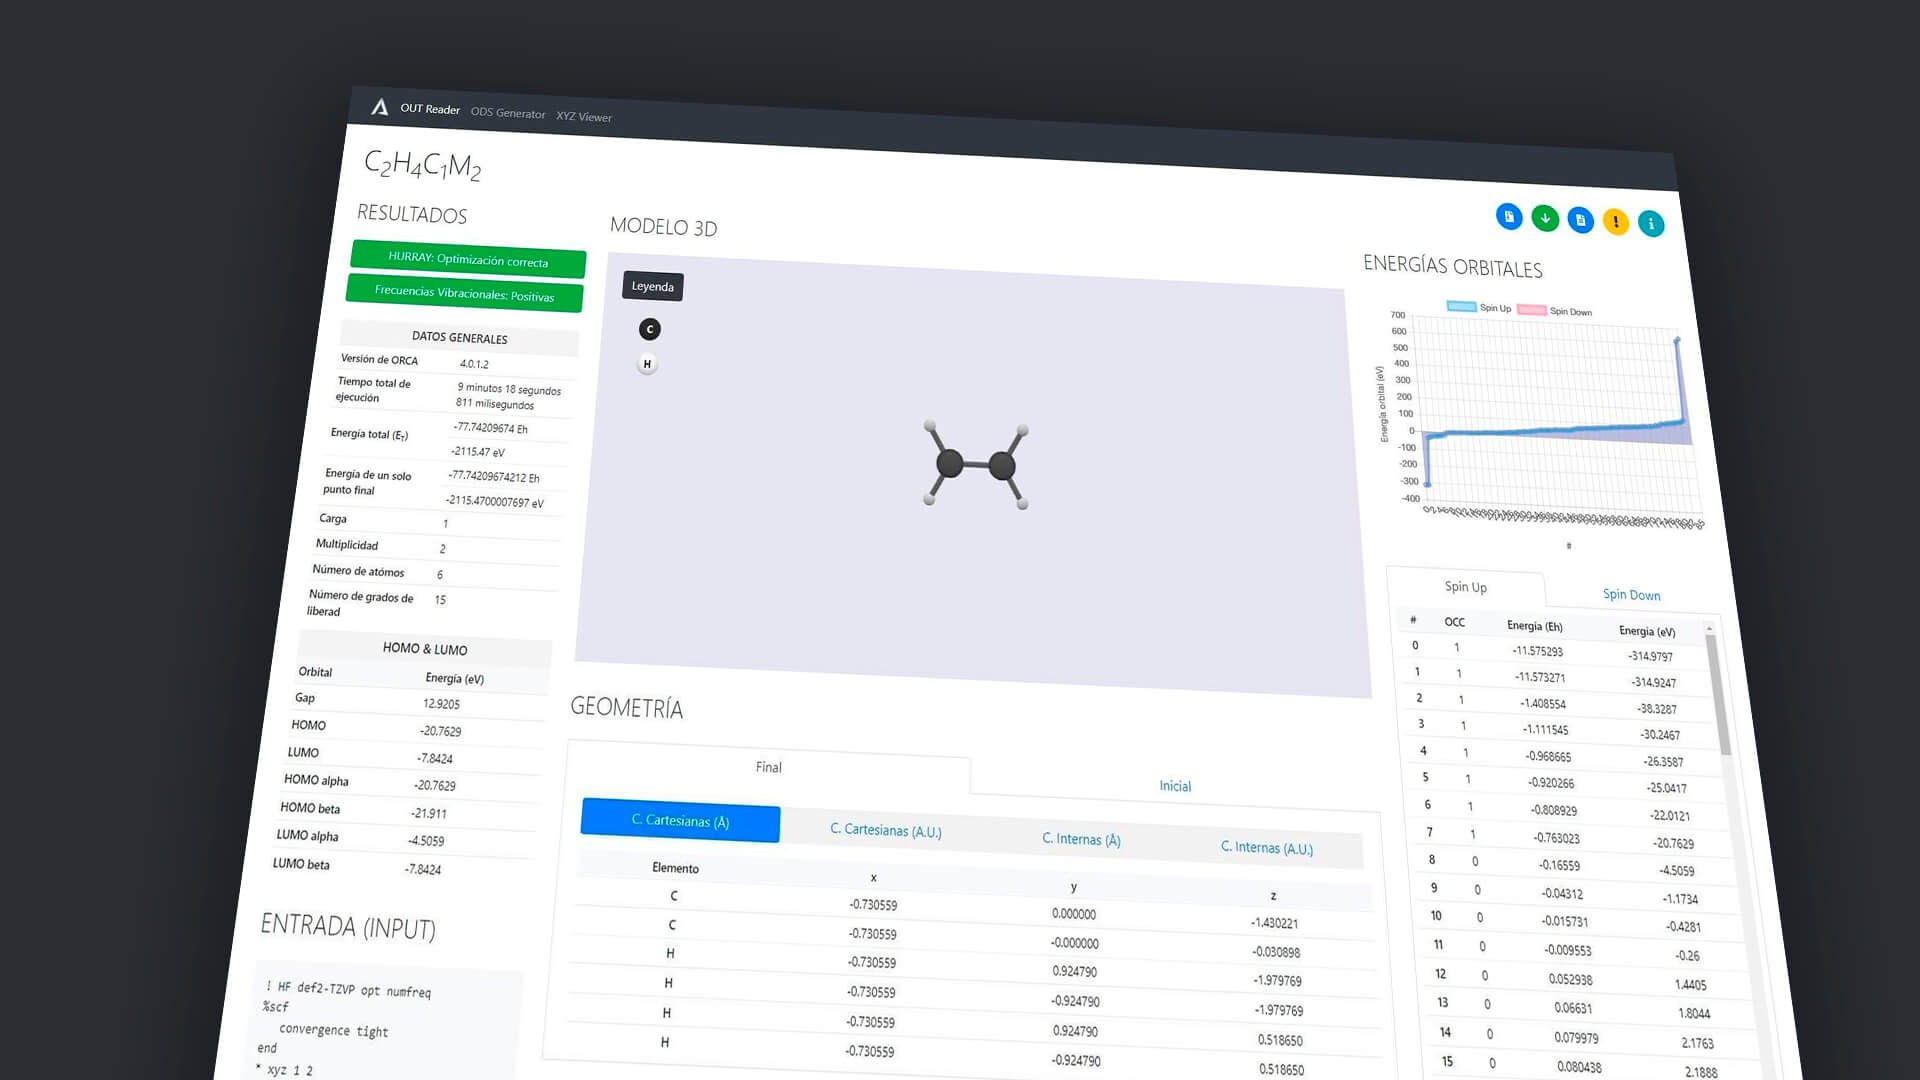 OUT Reader ODS Generator XYZ Viewer
C2H4C1M2
RESULTADOS
HURRAY: Optimización correcta
Frecuencias Vibracionales: Positivas
DATOS GENERALES
Versión de ORCA 4.0.1.2
Tiempo total de ejecución 9 minutos 18 segundos 811 milisegundos
Energía total (ET) -77.74209674 Eh
-2115.47 eV
Energía de un solo punto final -77.74209674212 Eh
-2115.4700007697 eV
Carga 1
Multiplicidad 2
Número de atómos 6
Número de grados de liberad 15
HOMO & LUMO
Orbital Energía (eV)
Gap 12.9205
HOMO -20.7629
LUMO -7.8424
HOMO alpha -20.7629
HOMO beta -21.911
LUMO alpha -4.5059
LUMO beta -7.8424
ENTRADA (INPUT)
! HF def2-TZVP opt numfreq
%scf
convergence tight
end
* xyz 1 2
MODELO 3D
Leyenda
C
H
GEOMETRÍA
Final Inicial
C. Cartesianas (Å) C. Cartesianas (A.U.) C. Internas (Å) C. Internas (A.U.)
Elemento x y z
C -0.730559 0.000000 -1.430221
C -0.730559 -0.000000 -0.030898
H -0.730559 0.924790 -1.979769
H -0.730559 -0.924790 -1.979769
H -0.730559 0.924790 0.518650
H -0.730559 -0.924790 0.518650
ENERGÍAS ORBITALES
Spin Up Spin Down
700
600
500
400
300
200
100
0
-100
-200
-300
-400
Energía orbital (eV)
#
Spin Up Spin Down
# OCC Energía (Eh) Energía (eV)
0 1 -11.575293 -314.9797
1 1 -11.573271 -314.9247
2 1 -1.408554 -38.3287
3 1 -1.111545 -30.2467
4 1 -0.968665 -26.3587
5 1 -0.920266 -25.0417
6 1 -0.808929 -22.0121
7 1 -0.763023 -20.7629
8 0 -0.16559 -4.5059
9 0 -0.04312 -1.1734
10 0 -0.015731 -0.4281
11 0 -0.009553 -0.26
12 0 0.052938 1.4405
13 0 0.06631 1.8044
14 0 0.079979 2.1763
15 0 0.080438 2.1888